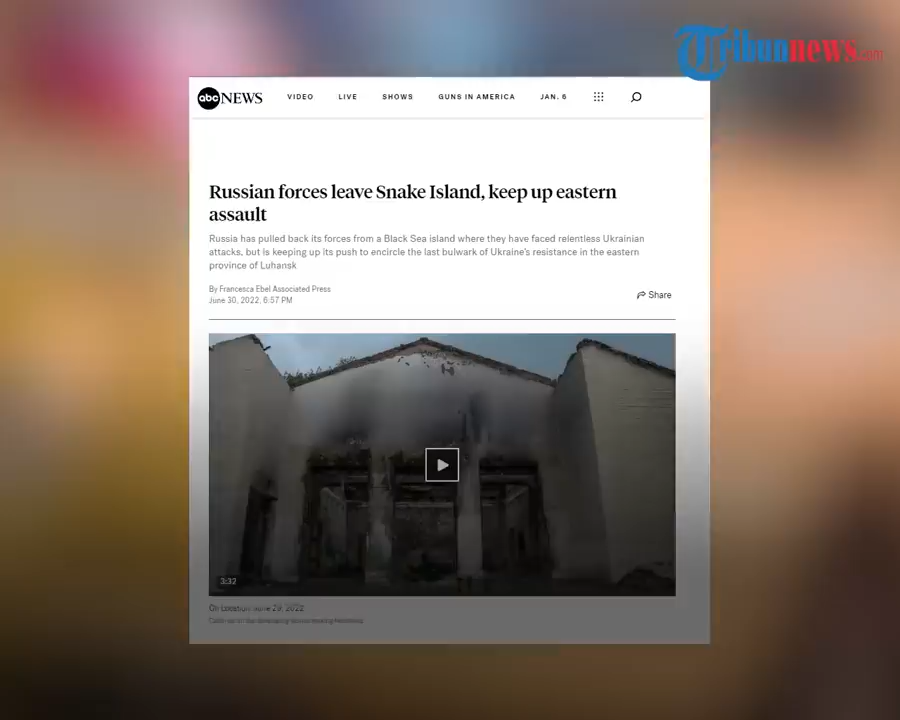 Tribunnews.com
abc NEWS VIDEO LIVE SHOWS GUNS IN AMERICA JAN. 6
Russian forces leave Snake Island, keep up eastern
assault
Russia has pulled back its forces from a Black Sea island where they have faced relentless Ukrainian
attacks, but is keeping up its push to encircle the last bulwark of Ukraine's resistance in the eastern
province of Luhansk
By Francesca Ebel Associated Press
June 30, 2022, 6:57 PM
Share
3:32
On Location: June 29, 2022